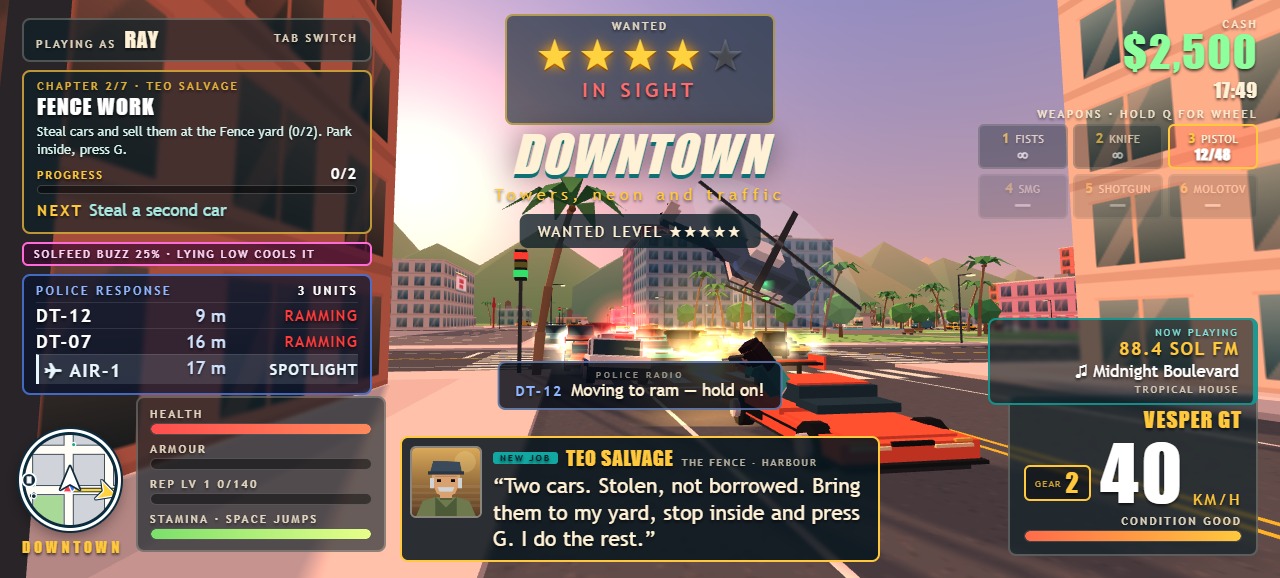 PLAYING AS RAY TAB SWITCH
CHAPTER 2/7 · TEO SALVAGE
FENCE WORK
Steal cars and sell them at the Fence yard (0/2). Park
inside, press G.
PROGRESS 0/2
NEXT Steal a second car
SOLFEED BUZZ 25% · LYING LOW COOLS IT
POLICE RESPONSE 3 UNITS
DT-12 9 m RAMMING
DT-07 16 m RAMMING
AIR-1 17 m SPOTLIGHT
HEALTH
ARMOUR
REP LV 1 0/140
STAMINA · SPACE JUMPS
DOWNTOWN
WANTED
IN SIGHT
DOWNTOWN
Towers, neon and traffic
WANTED LEVEL ★★★★★
POLICE RADIO
DT-12 Moving to ram — hold on!
NEW JOB TEO SALVAGE THE FENCE · HARBOUR
“Two cars. Stolen, not borrowed. Bring
them to my yard, stop inside and press
G. I do the rest.”
CASH
$2,500
17:49
WEAPONS · HOLD Q FOR WHEEL
1 FISTS 2 KNIFE 3 PISTOL
∞ ∞ 12/48
4 SMG 5 SHOTGUN 6 MOLOTOV
— — —
NOW PLAYING
88.4 SOL FM
♫ Midnight Boulevard
TROPICAL HOUSE
VESPER GT
GEAR 2 40 KM/H
CONDITION GOOD